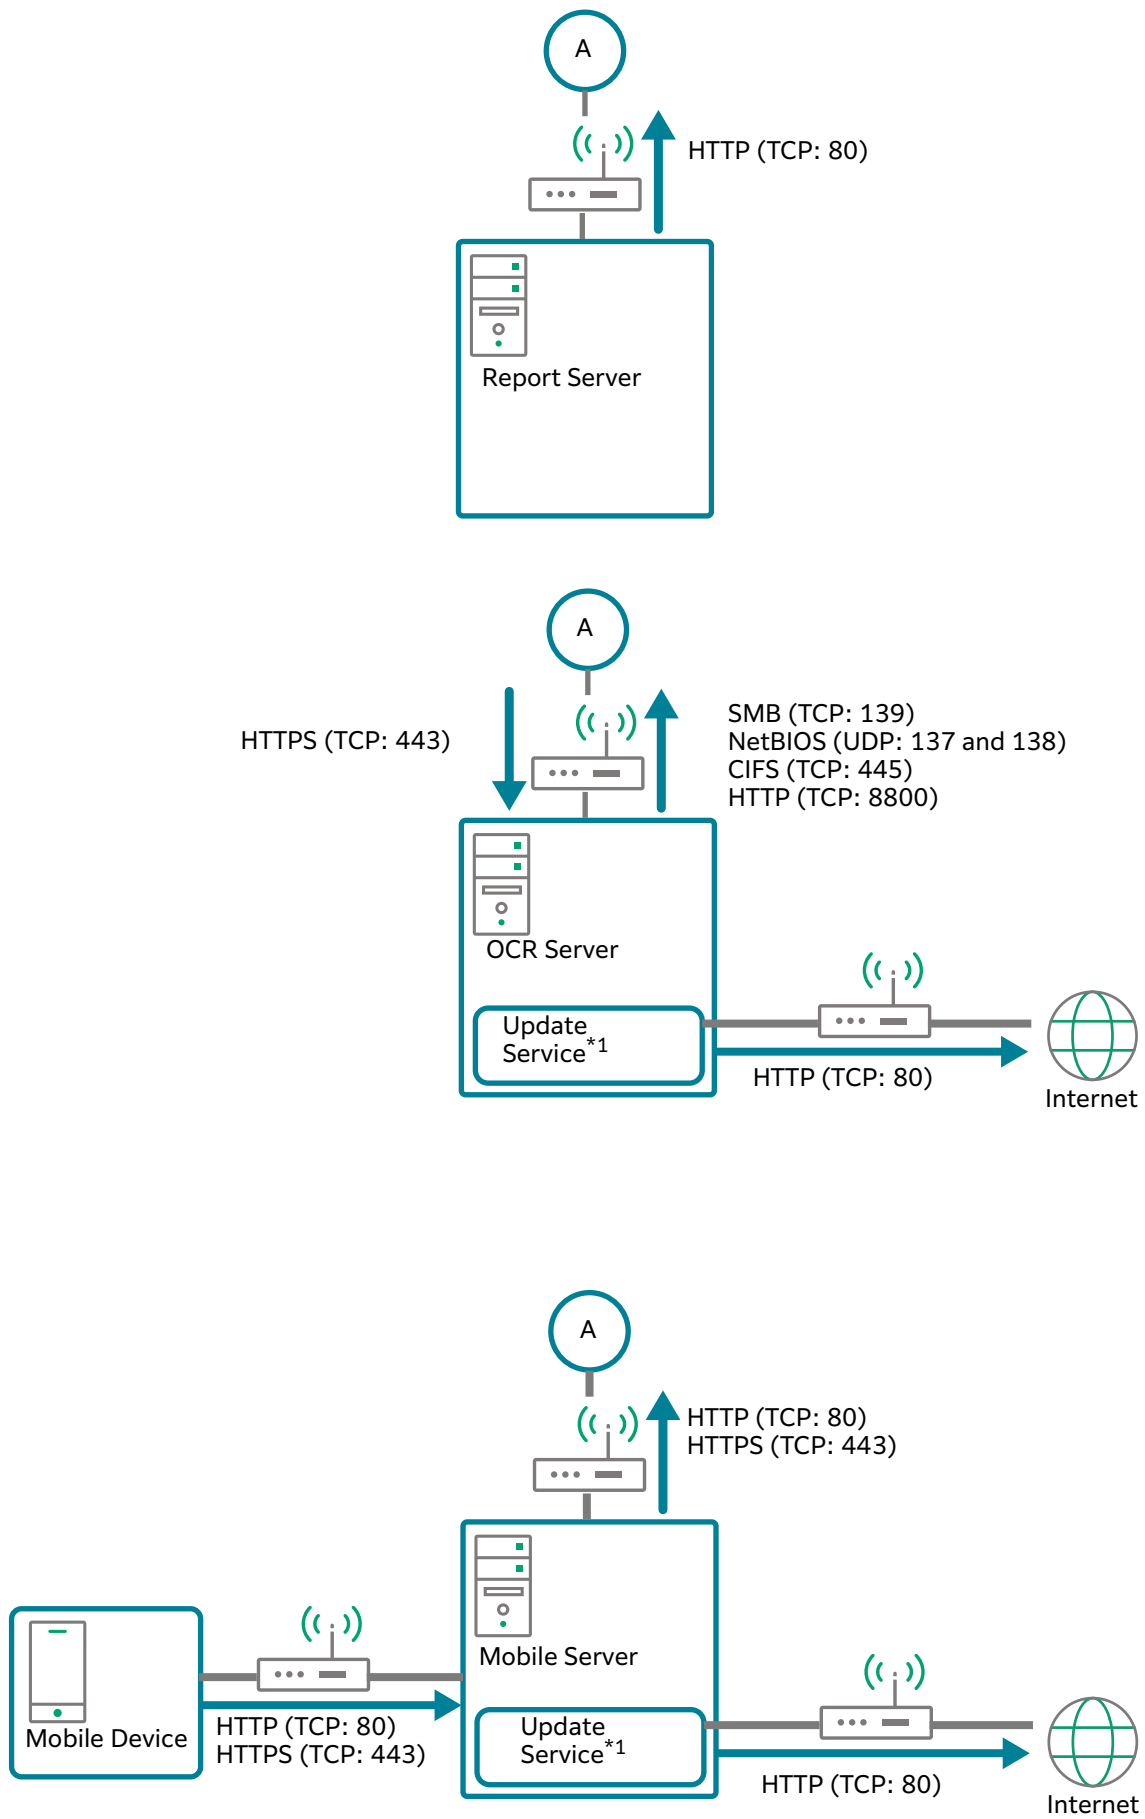 A
HTTP (TCP: 80)
Report Server
A
HTTPS (TCP: 443)
SMB (TCP: 139)
NetBIOS (UDP: 137 and 138)
CIFS (TCP: 445)
HTTP (TCP: 8800)
OCR Server
Update
Service*1
HTTP (TCP: 80)
Internet
A
HTTP (TCP: 80)
HTTPS (TCP: 443)
Mobile Server
Mobile Device
HTTP (TCP: 80)
HTTPS (TCP: 443)
Update
Service*1
HTTP (TCP: 80)
Internet